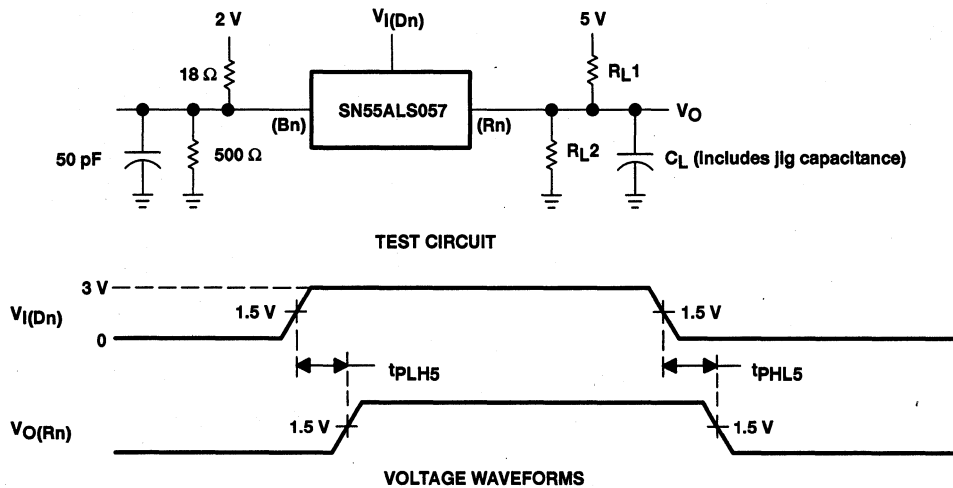 2 V
V_I(Dn)
5 V
18 Ω
R_L1
SN55ALS057
(Bn)
(Rn)
V_O
50 pF
500 Ω
R_L2
C_L (includes jig capacitance)
TEST CIRCUIT
3 V
V_I(Dn)
1.5 V
1.5 V
0
t_PLH5
t_PHL5
V_O(Rn)
1.5 V
1.5 V
VOLTAGE WAVEFORMS